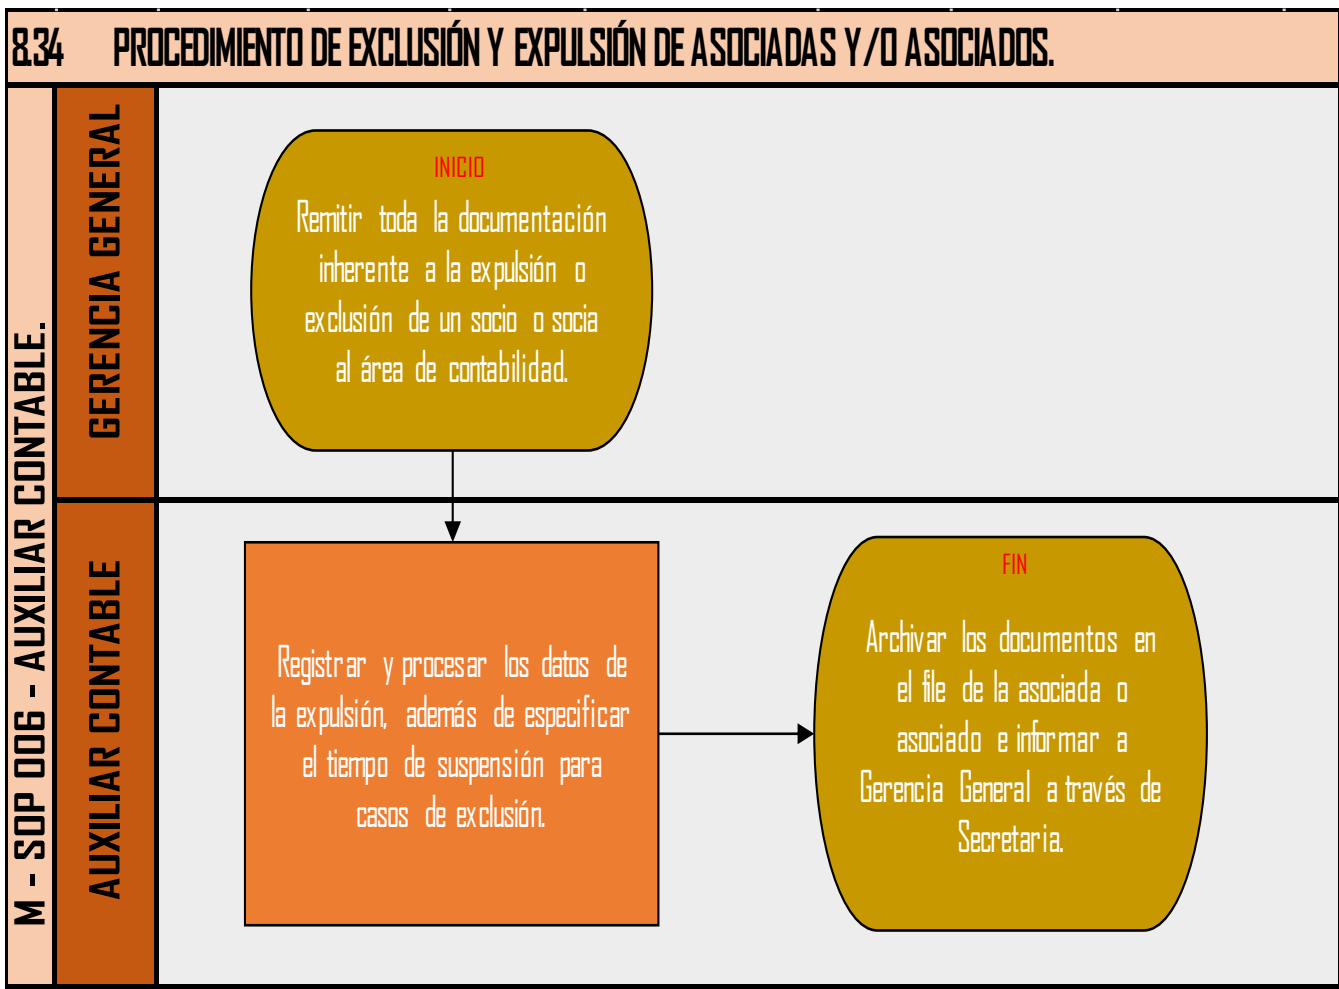 8.34 PROCEDIMIENTO DE EXCLUSIÓN Y EXPULSIÓN DE ASOCIADAS Y/O ASOCIADOS.
M - SOP 006 - AUXILIAR CONTABLE.
GERENCIA GENERAL
INICIO
Remitir toda la documentación
inherente a la expulsión o
exclusión de un socio o socia
al área de contabilidad.
AUXILIAR CONTABLE
Registrar y procesar los datos de
la expulsión, además de especificar
el tiempo de suspensión para
casos de exclusión.
FIN
Archivar los documentos en
el file de la asociada o
asociado e informar a
Gerencia General a través de
Secretaria.